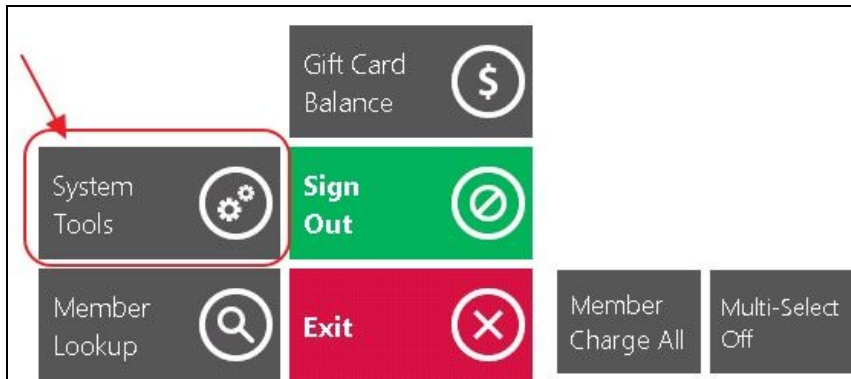 Gift Card
Balance
$
System
Tools
Sign
Out
Member
Lookup
Exit
Member
Charge All
Multi-Select
Off